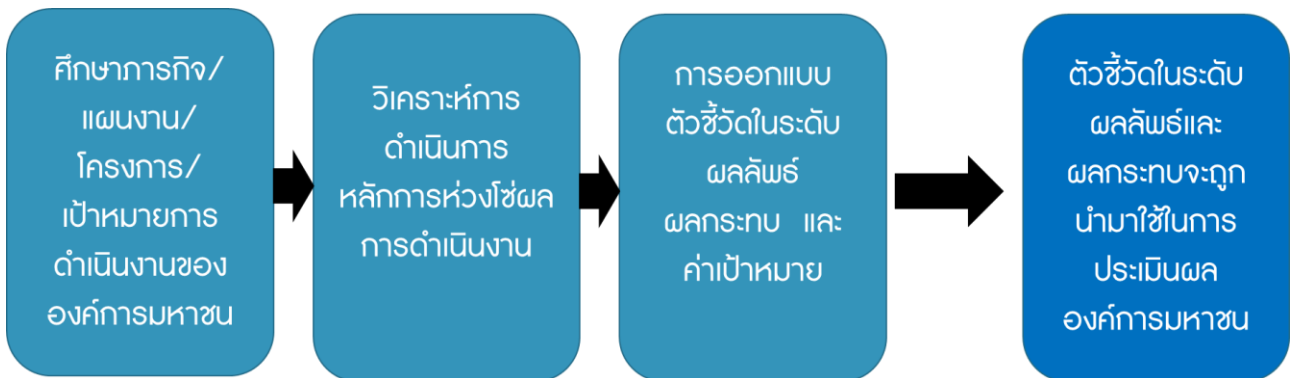 ศึกษาภารกิจ/
แผนงาน/
โครงการ/
เป้าหมายการ
ดำเนินงานของ
องค์การมหาชน
วิเคราะห์การ
ดำเนินการ
หลักการห่วงโซ่ผล
การดำเนินงาน
การออกแบบ
ตัวชี้วัดในระดับ
ผลลัพธ์
ผลกระทบ และ
ค่าเป้าหมาย
ตัวชี้วัดในระดับ
ผลลัพธ์และ
ผลกระทบจะถูก
นำมาใช้ในการ
ประเมินผล
องค์การมหาชน